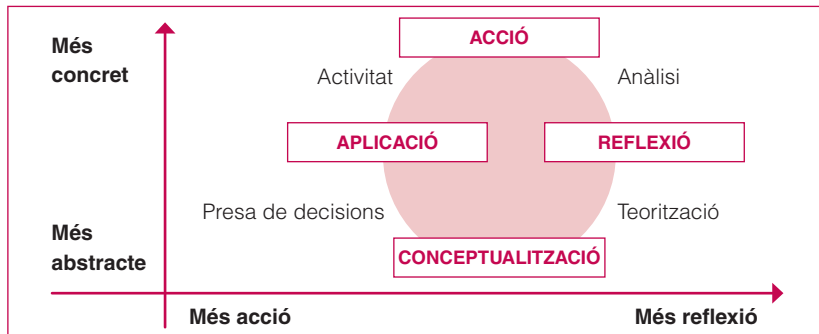 ACCIÓ
Més
concret
Activitat
Anàlisi
APLICACIÓ
REFLEXIÓ
Presa de decisions
Teorització
Més
abstracte
CONCEPTUALITZACIÓ
Més acció
Més reflexió